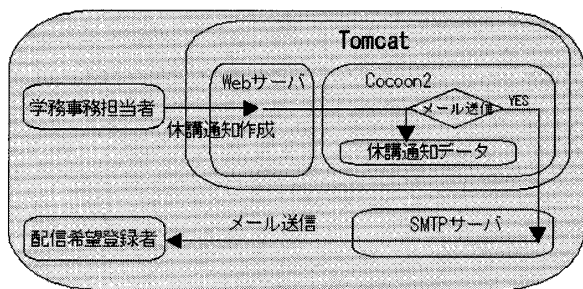 Tomcat
Webサーバ
Cocoon2
学務事務担当者
メール送信
YES
休講通知作成
休講通知データ
メール送信
SMTPサーバ
配信希望登録者